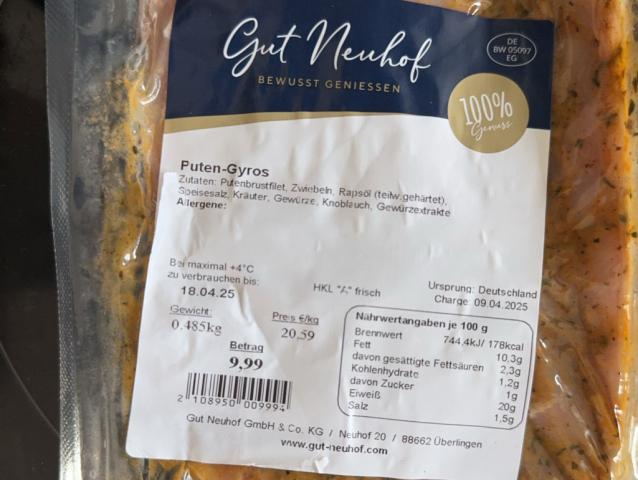 Gut Neuhof
BEWUSST GENIESSEN
DE
BW 05097
EG
100%
Genuss
Puten-Gyros
Zutaten: Putenbrustfilet, Zwiebeln, Rapsöl (teilw.gehärtet),
Speisesalz, Kräuter, Gewürze, Knoblauch, Gewürzextrakte
Allergene:
Bei maximal +4°C
zu verbrauchen bis:
18.04.25
HKL "A" frisch
Ursprung: Deutschland
Charge: 09.04.2025
Gewicht:
0.485kg
Preis €/kg
20,59
Betrag
9,99
Nährwertangaben je 100 g
Brennwert 744,4kJ/ 178kcal
Fett 10,3g
davon gesättigte Fettsäuren 2,3g
Kohlenhydrate 1,2g
davon Zucker 1g
Eiweiß 20g
Salz 1,5g
2 108950 009994
Gut Neuhof GmbH & Co. KG / Neuhof 20 / 88662 Überlingen
www.gut-neuhof.com